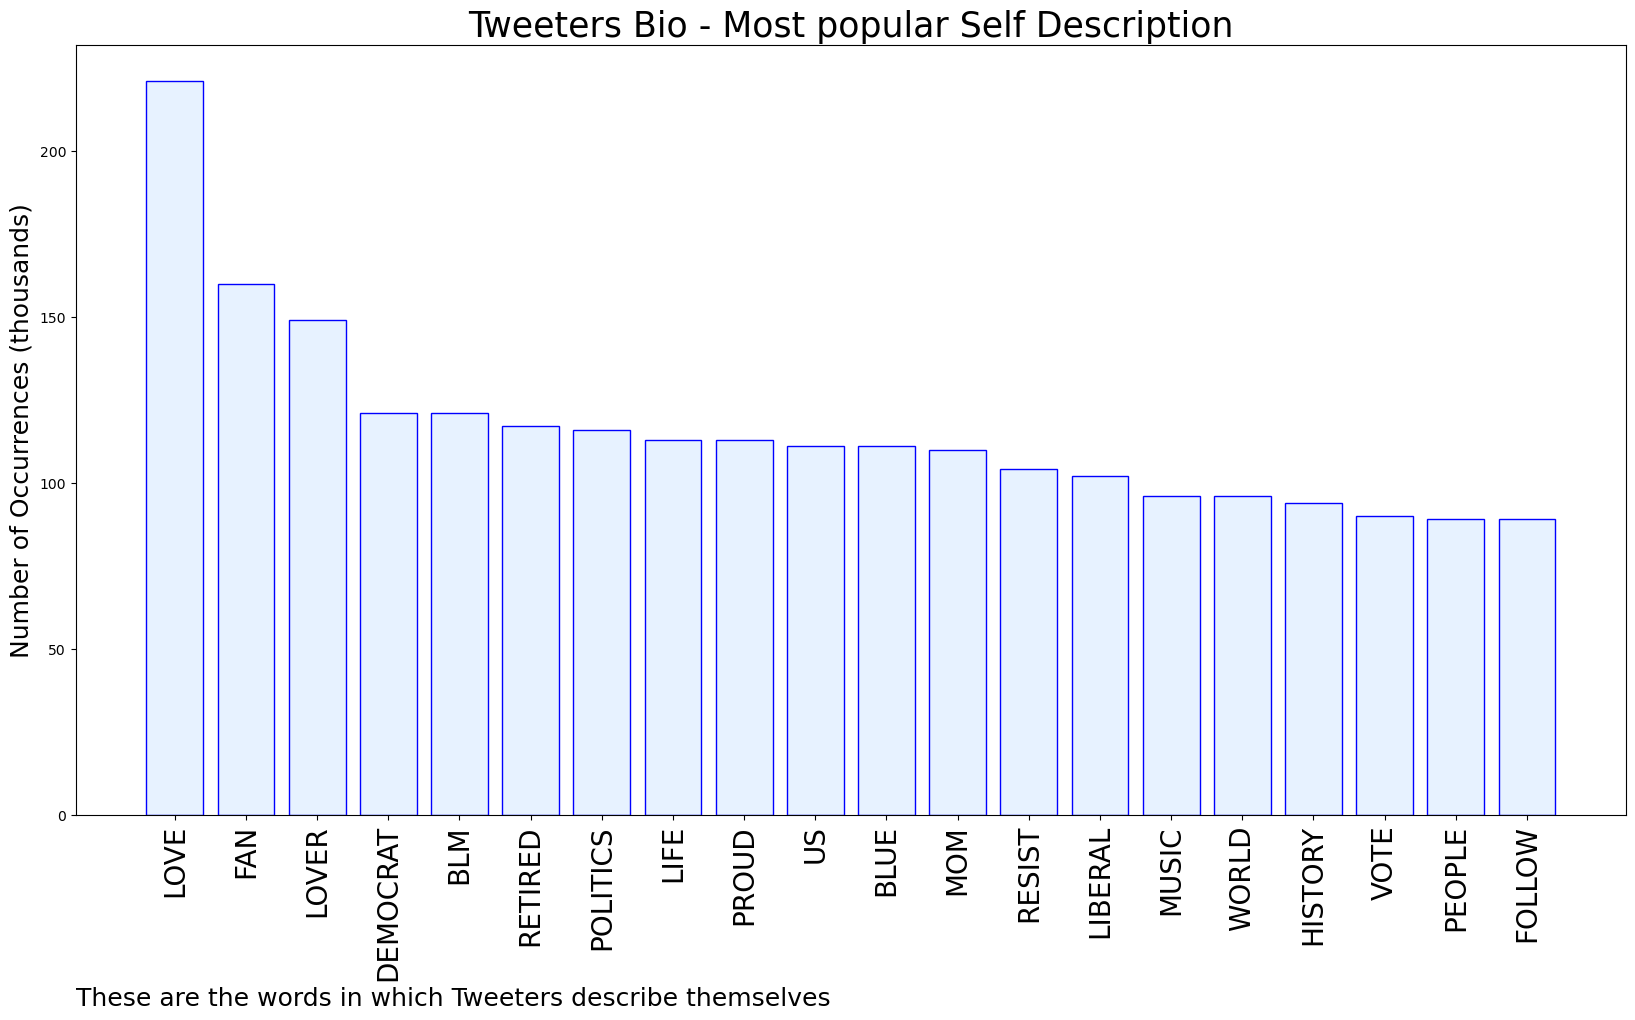 Tweeters Bio - Most popular Self Description
Number of Occurrences (thousands)
200
150
100
50
0
LOVE
FAN
LOVER
DEMOCRAT
BLM
RETIRED
POLITICS
LIFE
PROUD
US
BLUE
MOM
RESIST
LIBERAL
MUSIC
WORLD
HISTORY
VOTE
PEOPLE
FOLLOW
These are the words in which Tweeters describe themselves